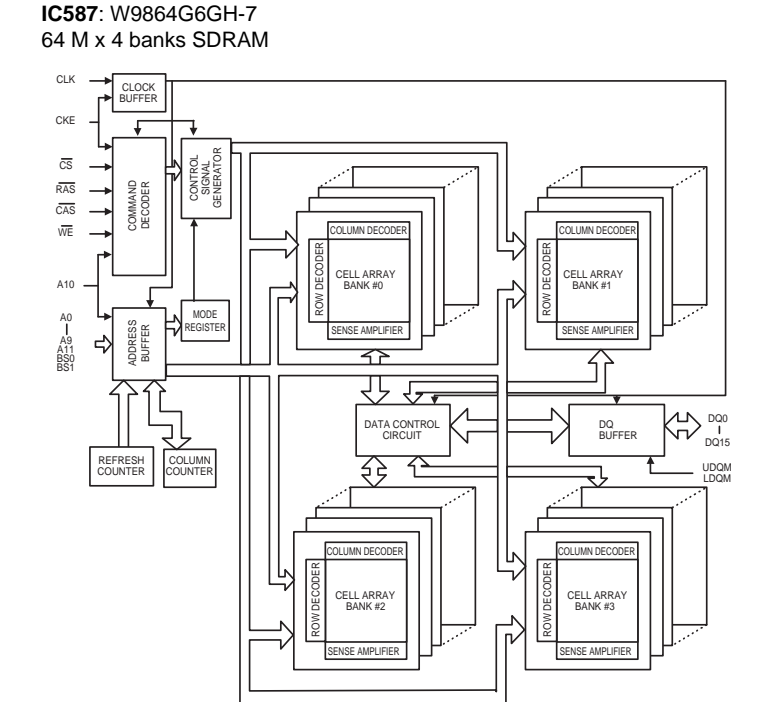 IC587: W9864G6GH-7
64 M x 4 banks SDRAM
CLK
CLOCK
BUFFER
CKE
CS
RAS
CAS
WE
COMMAND
DECODER
CONTROL
SIGNAL
GENERATOR
A10
A0
A9
A11
BS0
BS1
ADDRESS
BUFFER
MODE
REGISTER
REFRESH
COUNTER
COLUMN
COUNTER
COLUMN DECODER
ROW DECODER
CELL ARRAY
BANK #0
SENSE AMPLIFIER
COLUMN DECODER
ROW DECODER
CELL ARRAY
BANK #1
SENSE AMPLIFIER
DATA CONTROL
CIRCUIT
DQ
BUFFER
DQ0
DQ15
UDQM
LDQM
COLUMN DECODER
ROW DECODER
CELL ARRAY
BANK #2
SENSE AMPLIFIER
COLUMN DECODER
ROW DECODER
CELL ARRAY
BANK #3
SENSE AMPLIFIER